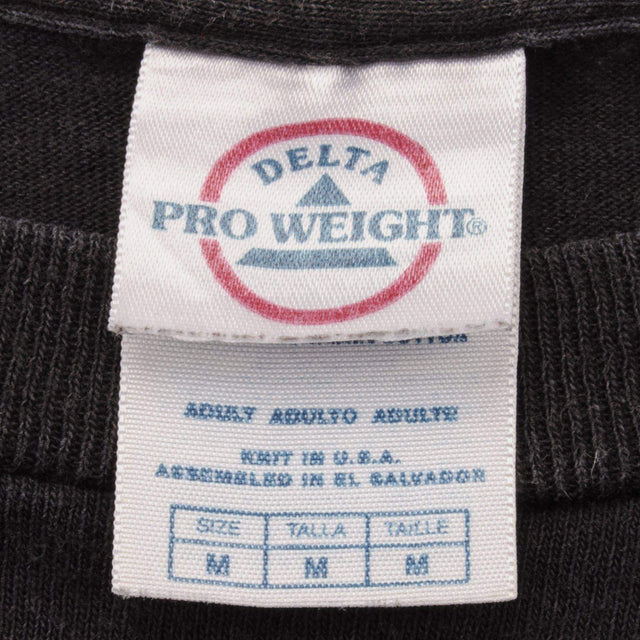 DELTA
PRO WEIGHT®
ADULT ADULTO ADULTE
KNIT IN U.S.A.
ASSEMBLED IN EL SALVADOR
SIZE TALLA TAILLE
M M M